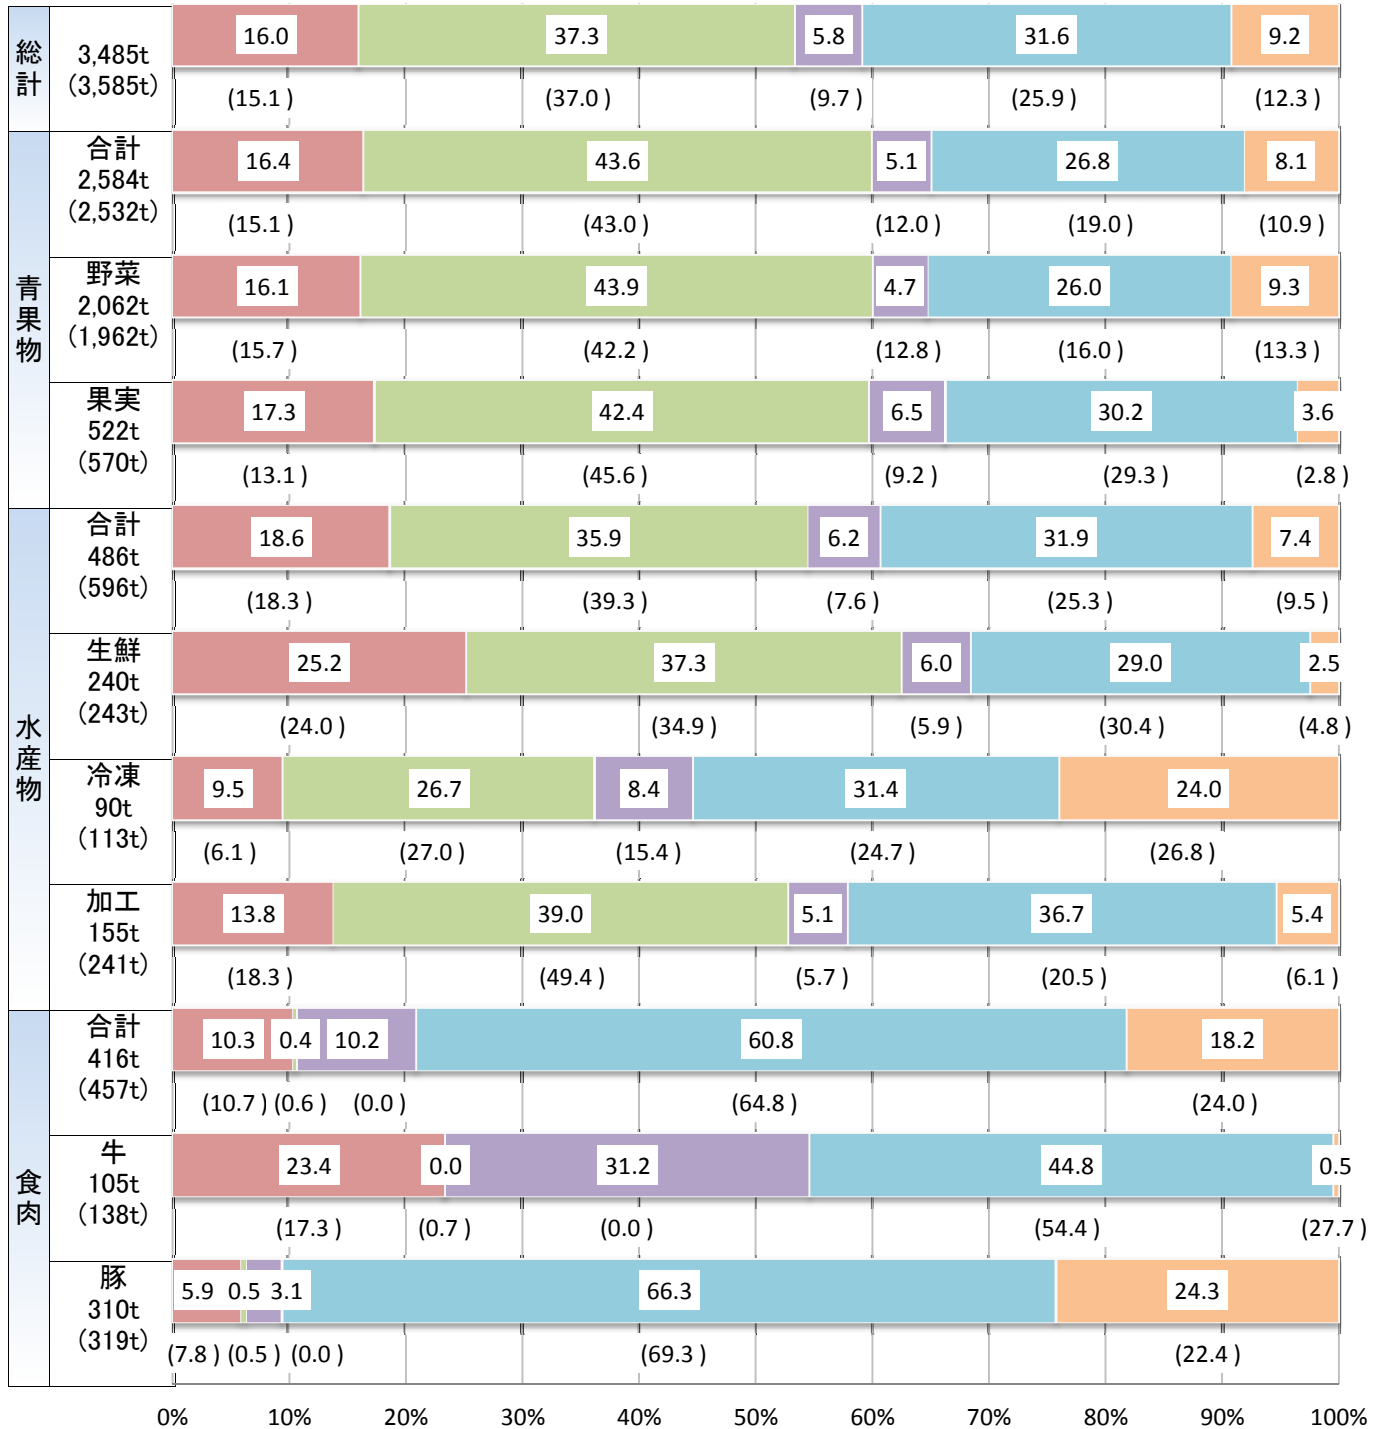 総計
3,485t
(3,585t)
16.0 37.3 5.8 31.6 9.2
(15.1 ) (37.0 ) (9.7 ) (25.9 ) (12.3 )
青果物
合計
2,584t
(2,532t)
16.4 43.6 5.1 26.8 8.1
(15.1 ) (43.0 ) (12.0 ) (19.0 ) (10.9 )
野菜
2,062t
(1,962t)
16.1 43.9 4.7 26.0 9.3
(15.7 ) (42.2 ) (12.8 ) (16.0 ) (13.3 )
果実
522t
(570t)
17.3 42.4 6.5 30.2 3.6
(13.1 ) (45.6 ) (9.2 ) (29.3 ) (2.8 )
水産物
合計
486t
(596t)
18.6 35.9 6.2 31.9 7.4
(18.3 ) (39.3 ) (7.6 ) (25.3 ) (9.5 )
生鮮
240t
(243t)
25.2 37.3 6.0 29.0 2.5
(24.0 ) (34.9 ) (5.9 ) (30.4 ) (4.8 )
冷凍
90t
(113t)
9.5 26.7 8.4 31.4 24.0
(6.1 ) (27.0 ) (15.4 ) (24.7 ) (26.8 )
加工
155t
(241t)
13.8 39.0 5.1 36.7 5.4
(18.3 ) (49.4 ) (5.7 ) (20.5 ) (6.1 )
食肉
合計
416t
(457t)
10.3 0.4 10.2 60.8 18.2
(10.7 ) (0.6 ) (0.0 ) (64.8 ) (24.0 )
牛
105t
(138t)
23.4 0.0 31.2 44.8 0.5
(17.3 ) (0.7 ) (0.0 ) (54.4 ) (27.7 )
豚
310t
(319t)
5.9 0.5 3.1 66.3 24.3
(7.8 ) (0.5 ) (0.0 ) (69.3 ) (22.4 )
0% 10% 20% 30% 40% 50% 60% 70% 80% 90% 100%